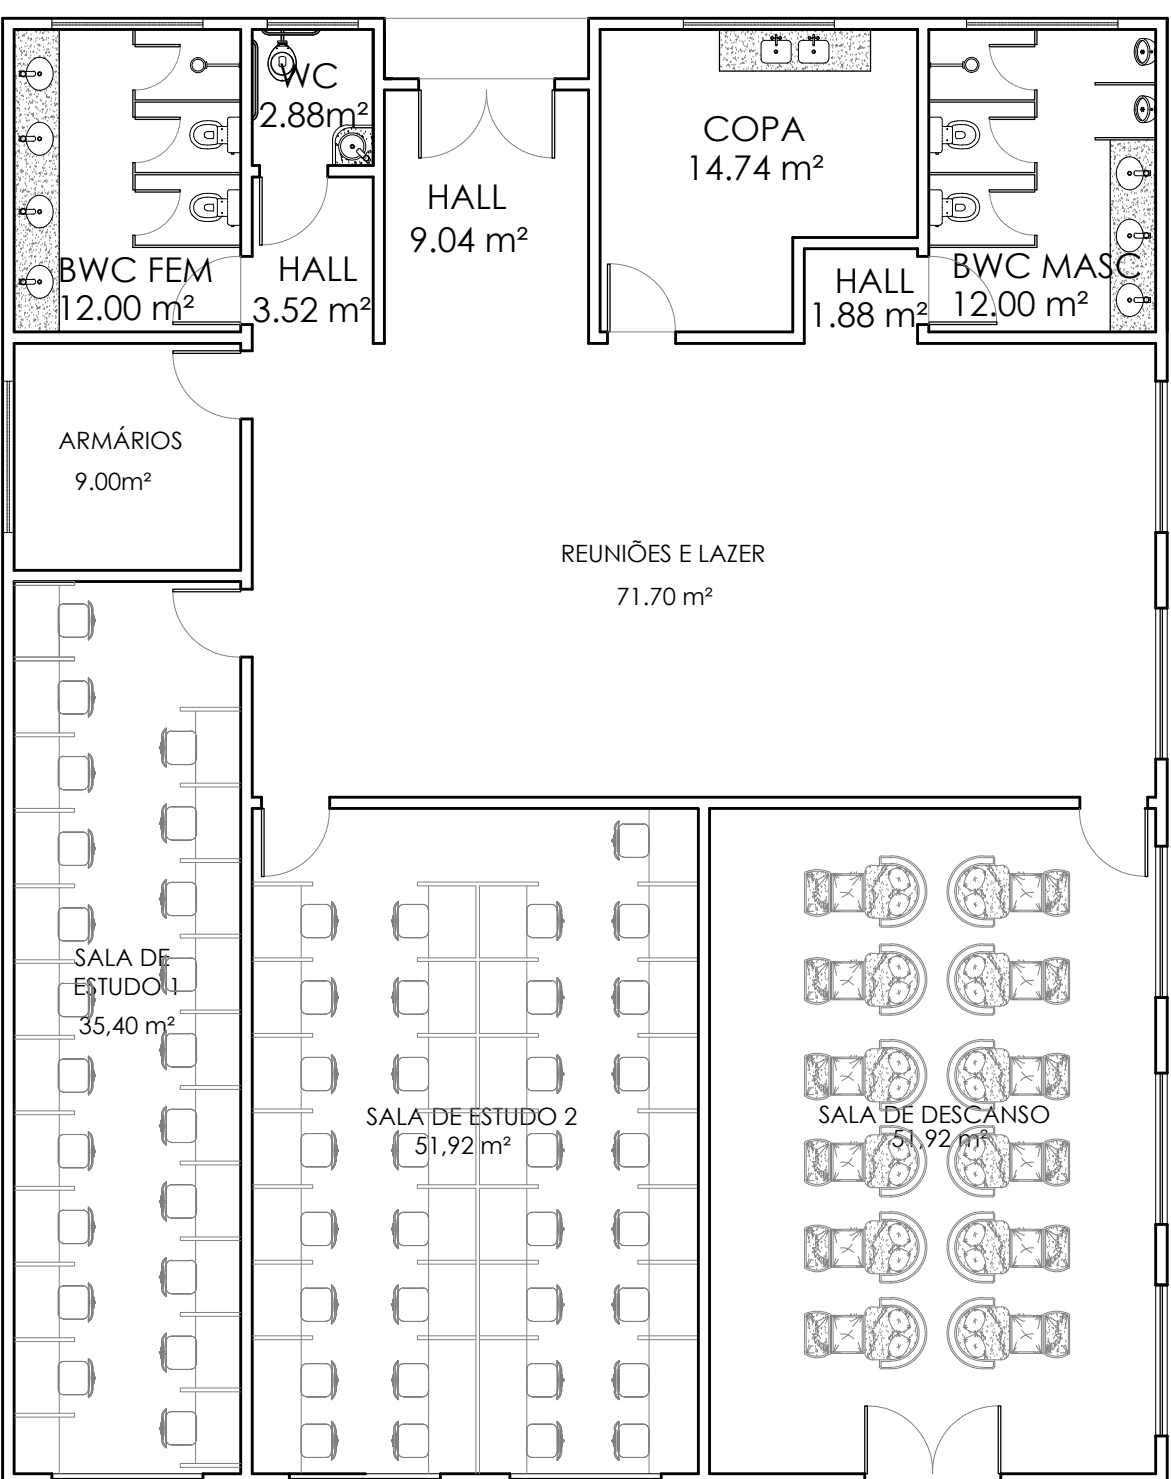 WC
2.88m²
HALL
9.04 m²
COPA
14.74 m²
BWC FEM
12.00 m²
HALL
3.52 m²
HALL
1.88 m²
BWC MASC
12.00 m²
ARMÁRIOS
9.00m²
REUNIÕES E LAZER
71.70 m²
SALA DE
ESTUDO 1
35,40 m²
SALA DE ESTUDO 2
51,92 m²
SALA DE DESCANSO
51,92 m²